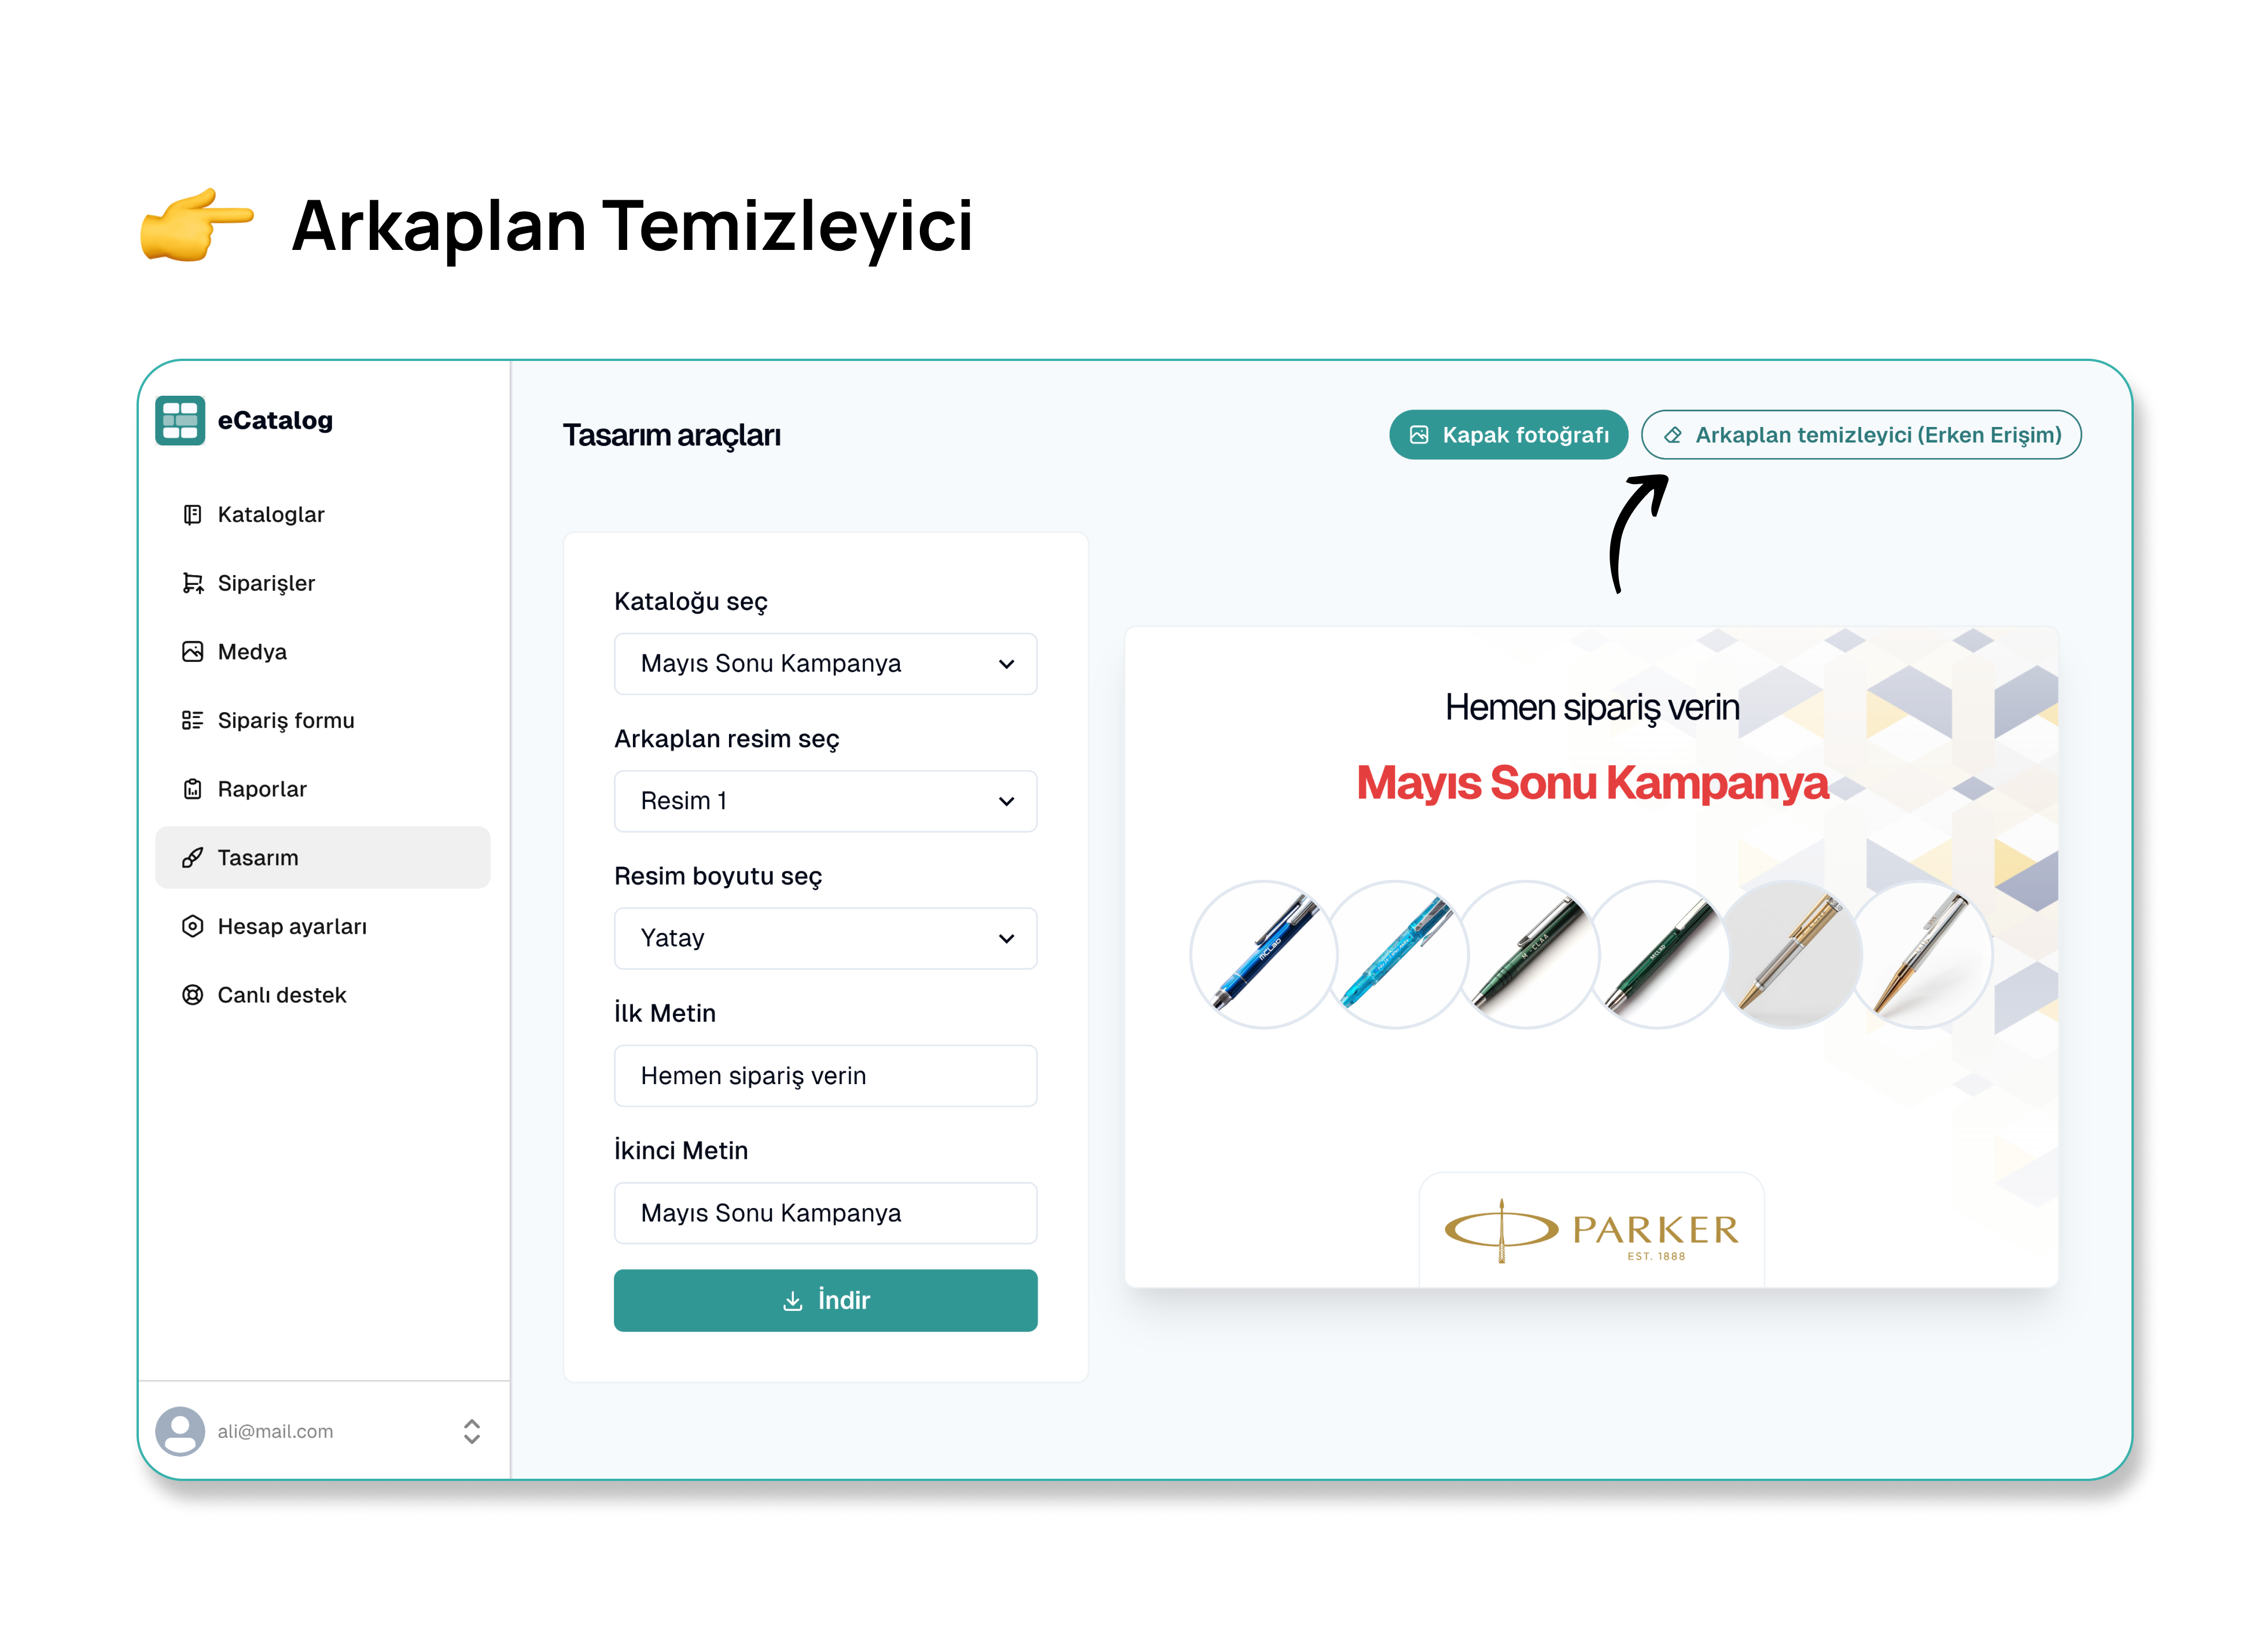 Arkaplan Temizleyici
eCatalog
Kataloglar
Siparişler
Medya
Sipariş formu
Raporlar
Tasarım
Hesap ayarları
Canlı destek
ali@mail.com
Tasarım araçları
Kapak fotoğrafı
Arkaplan temizleyici (Erken Erişim)
Kataloğu seç
Mayıs Sonu Kampanya
Arkaplan resim seç
Resim 1
Resim boyutu seç
Yatay
İlk Metin
Hemen sipariş verin
İkinci Metin
Mayıs Sonu Kampanya
İndir
Hemen sipariş verin
Mayıs Sonu Kampanya
PARKER
EST. 1888